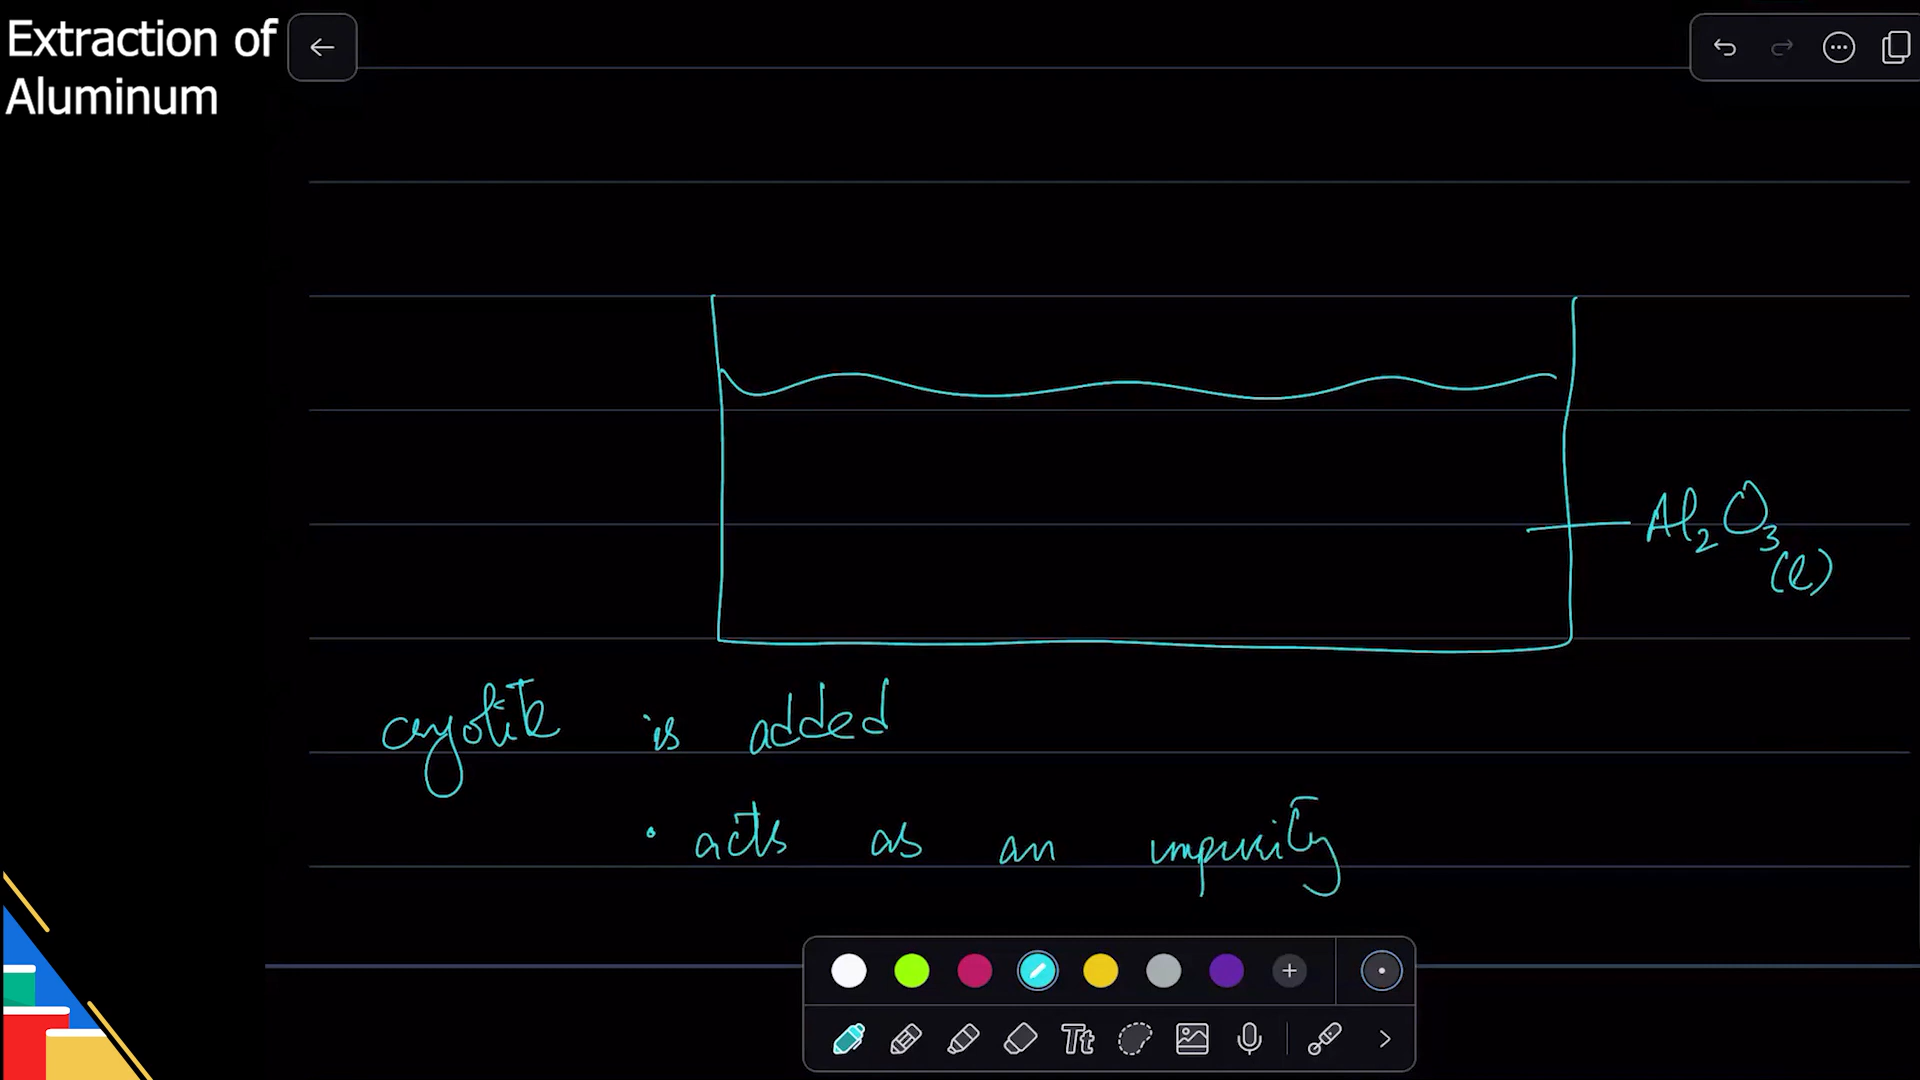 Extraction of
Aluminum
Al₂O₃
(l)
cryolite is added
• acts as an impurity
Tt